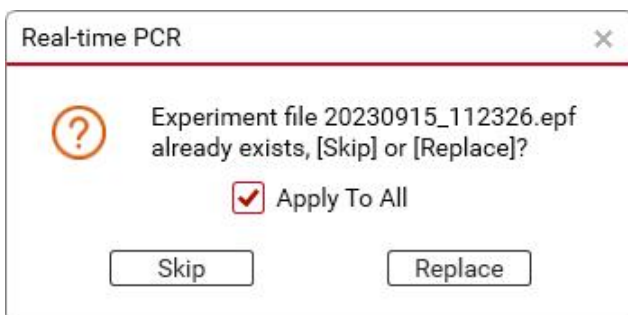 Real-time PCR
Experiment file 20230915_112326.epf
already exists, [Skip] or [Replace]?
Apply To All
Skip
Replace